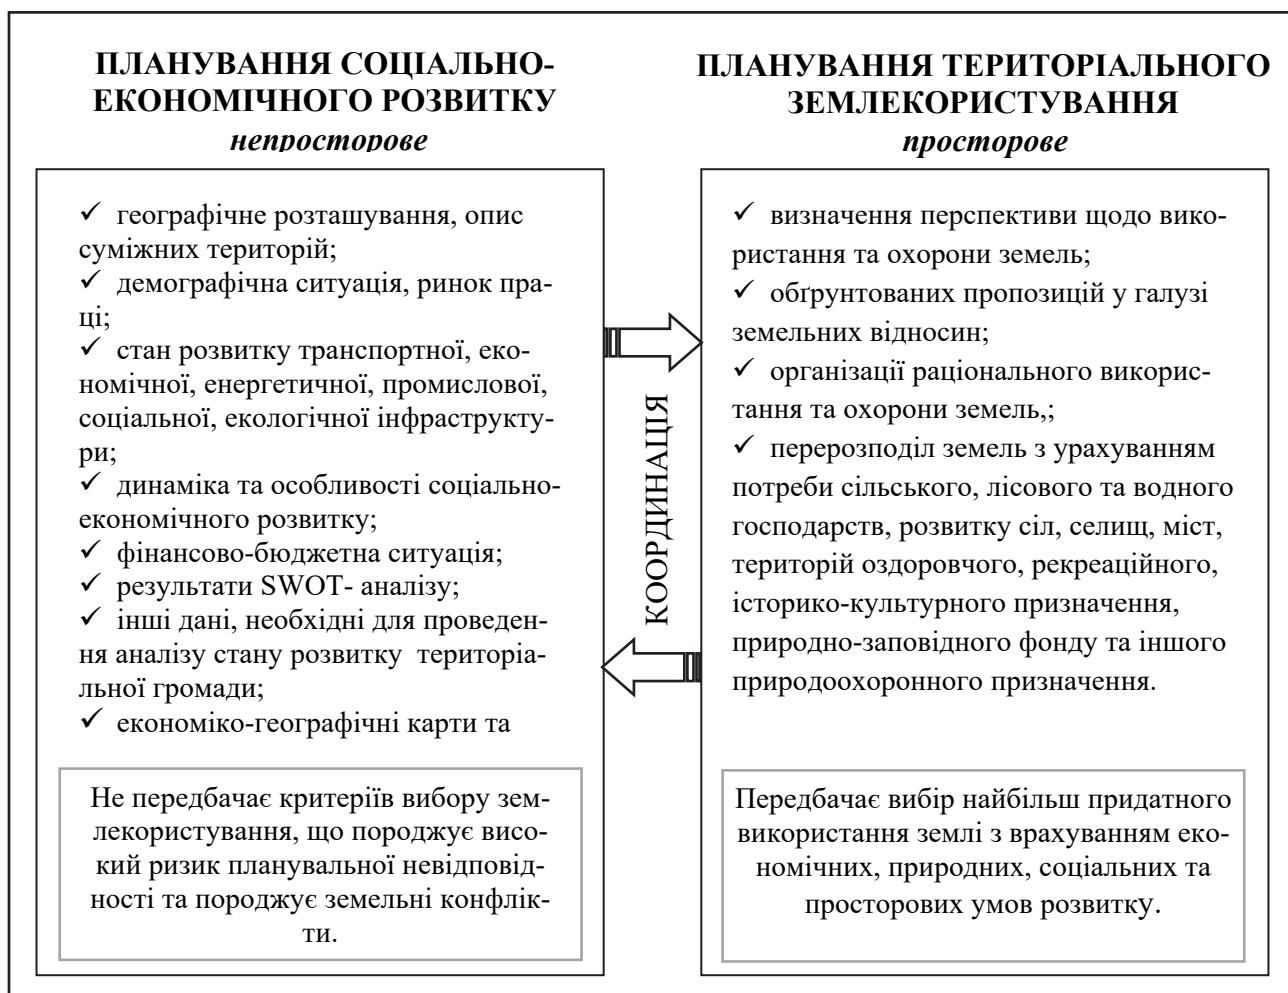 ПЛАНУВАННЯ СОЦІАЛЬНО-
ЕКОНОМІЧНОГО РОЗВИТКУ
непросторове
✓ географічне розташування, опис
суміжних територій;
✓ демографічна ситуація, ринок пра-
ці;
✓ стан розвитку транспортної, еко-
номічної, енергетичної, промислової,
соціальної, екологічної інфраструкту-
ри;
✓ динаміка та особливості соціально-
економічного розвитку;
✓ фінансово-бюджетна ситуація;
✓ результати SWOT- аналізу;
✓ інші дані, необхідні для проведен-
ня аналізу стану розвитку територіа-
льної громади;
✓ економіко-географічні карти та
Не передбачає критеріїв вибору зем-
лекористування, що породжує висо-
кий ризик планувальної невідповід-
ності та породжує земельні конфлік-
ти.
КООРДИНАЦІЯ
ПЛАНУВАННЯ ТЕРИТОРІАЛЬНОГО
ЗЕМЛЕКОРИСТУВАННЯ
просторове
✓ визначення перспективи щодо вико-
ристання та охорони земель;
✓ обґрунтованих пропозицій у галузі
земельних відносин;
✓ організації раціонального викорис-
тання та охорони земель,;
✓ перерозподіл земель з урахуванням
потреби сільського, лісового та водного
господарств, розвитку сіл, селищ, міст,
територій оздоровчого, рекреаційного,
історико-культурного призначення,
природно-заповідного фонду та іншого
природоохоронного призначення.
Передбачає вибір найбільш придатного
використання землі з врахуванням еко-
номічних, природних, соціальних та
просторових умов розвитку.